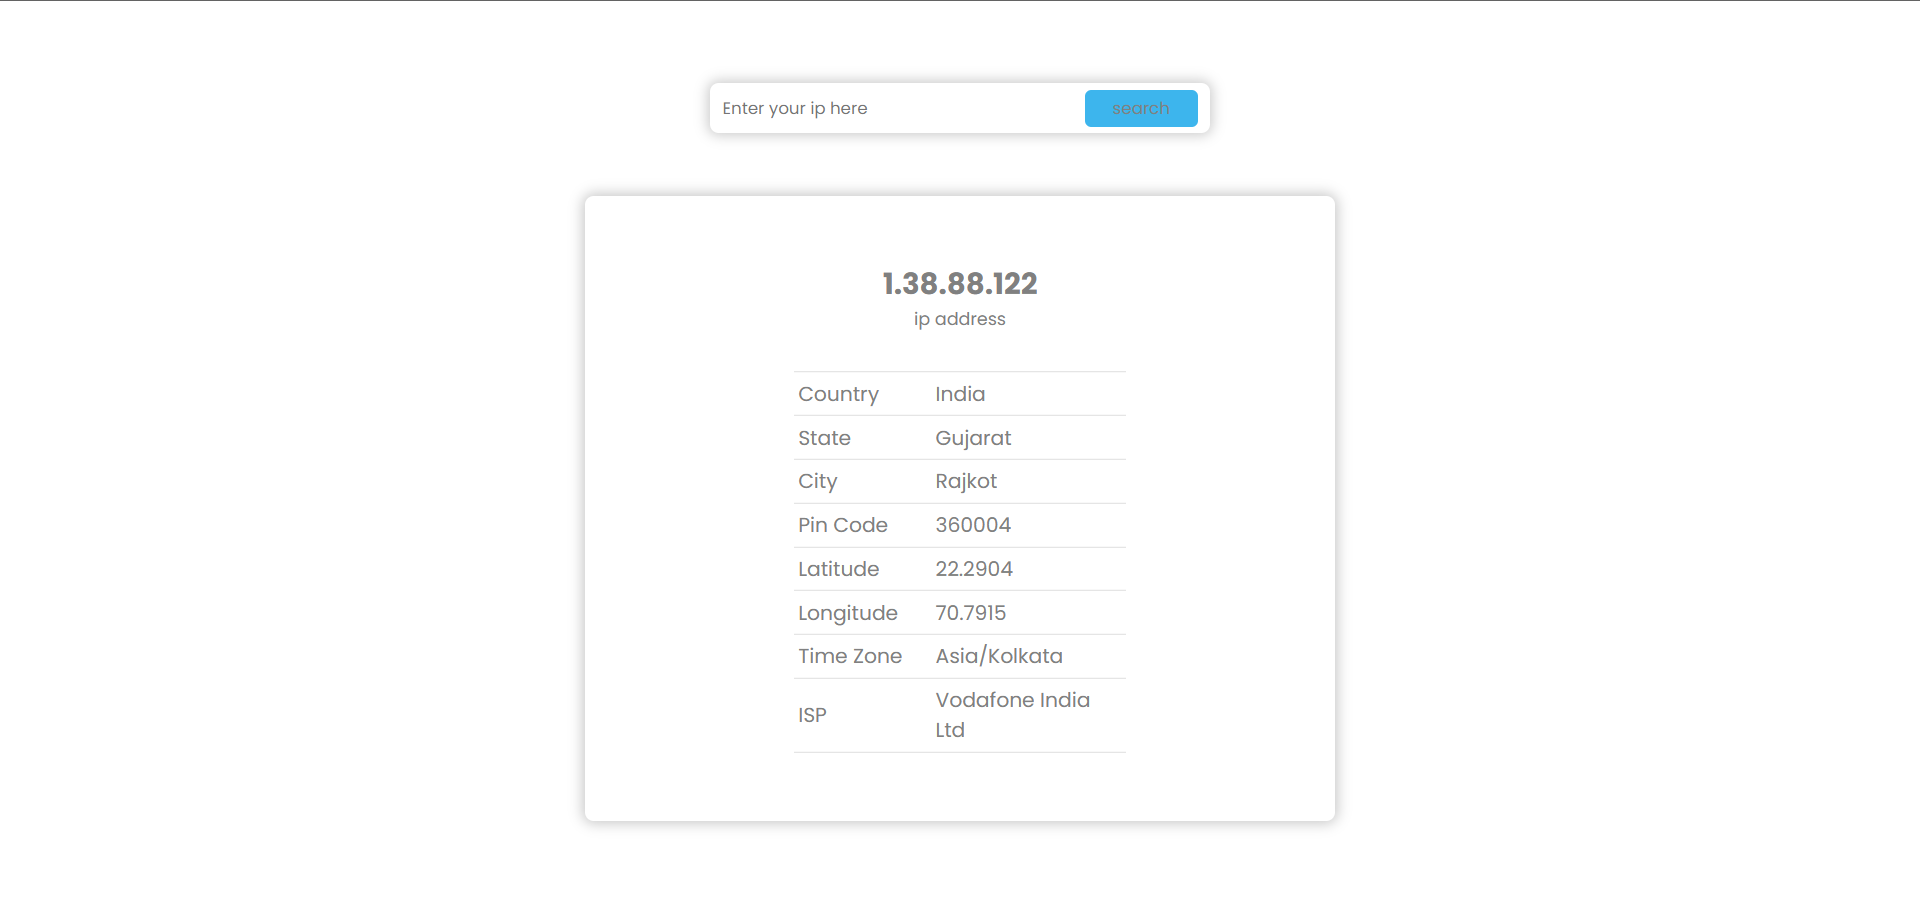 Enter your ip here
search
1.38.88.122
ip address
Country India
State Gujarat
City Rajkot
Pin Code 360004
Latitude 22.2904
Longitude 70.7915
Time Zone Asia/Kolkata
ISP Vodafone India
Ltd